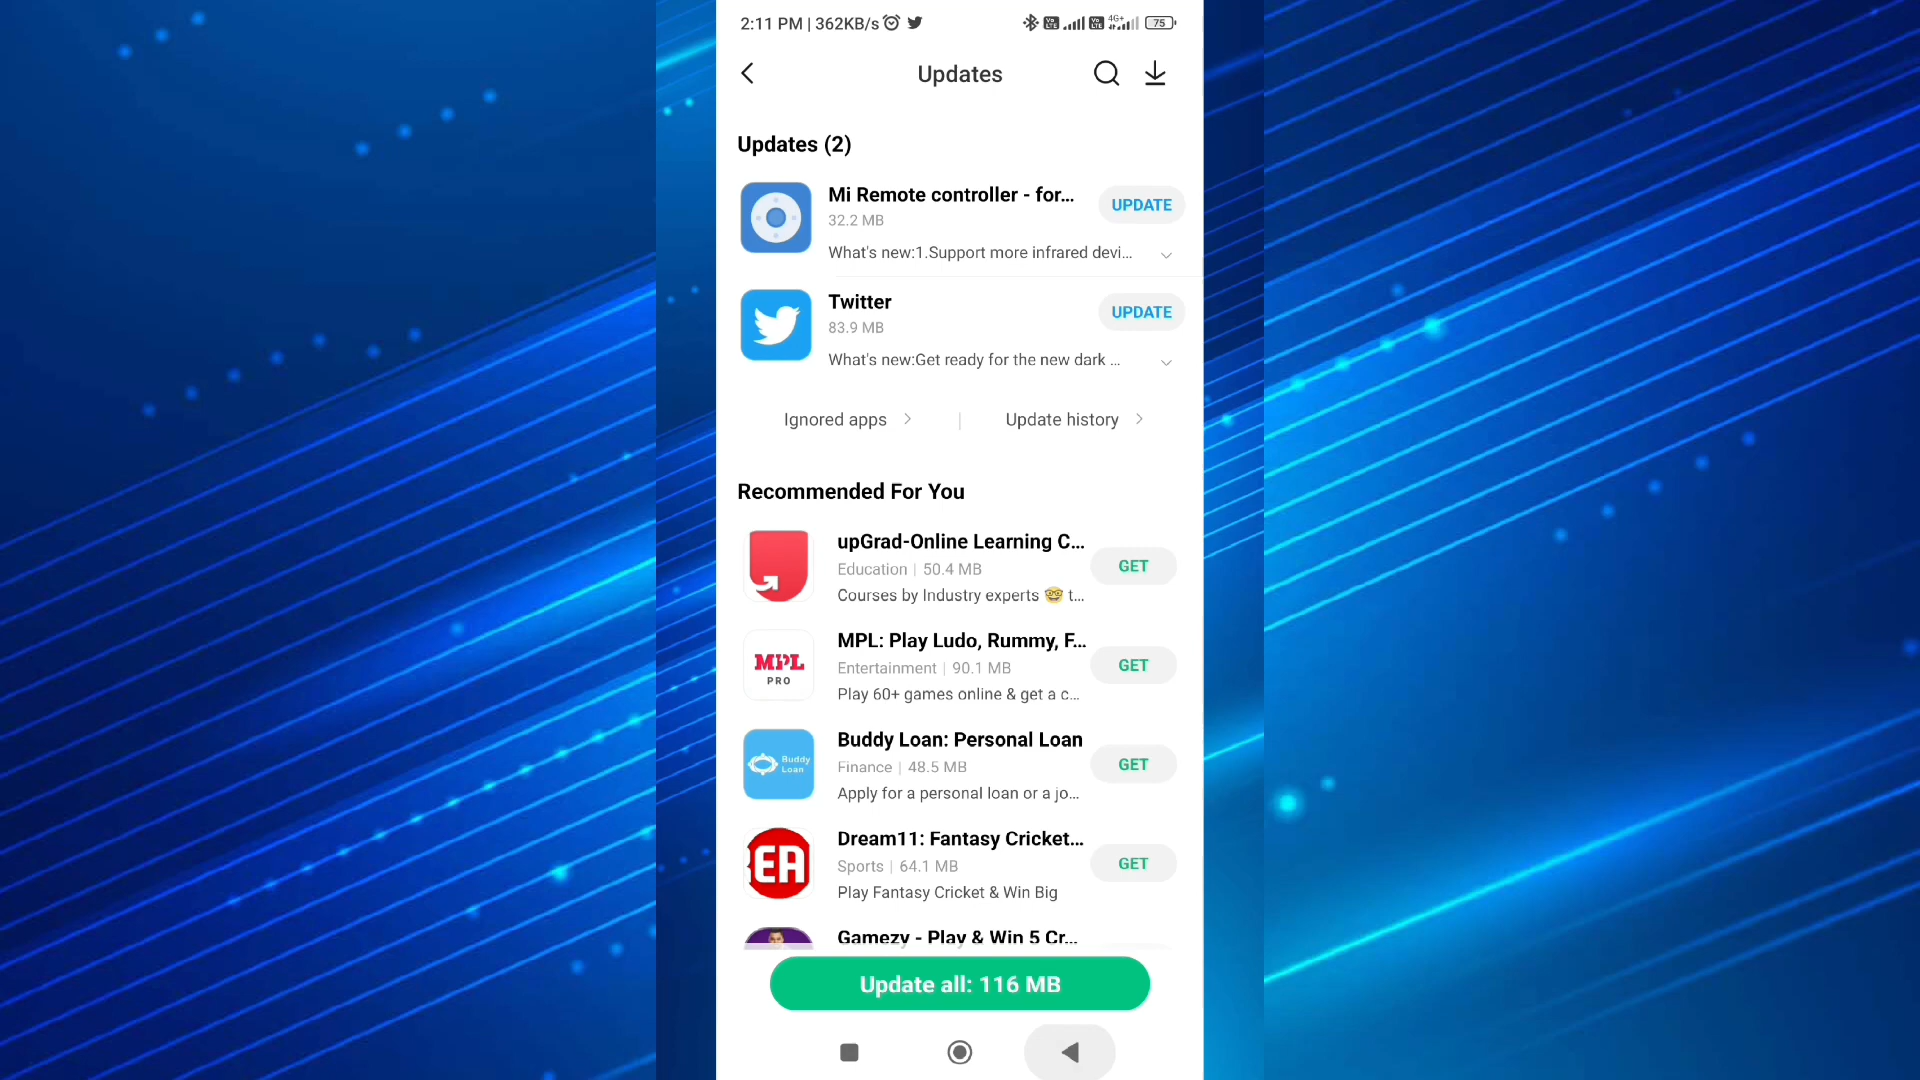 2:11 PM | 362KB/s
4G+
75
Updates
Updates (2)
Mi Remote controller - for...
UPDATE
32.2 MB
What's new:1.Support more infrared devi...
Twitter
UPDATE
83.9 MB
What's new:Get ready for the new dark ...
Ignored apps
Update history
Recommended For You
upGrad-Online Learning C...
Education | 50.4 MB
GET
Courses by Industry experts 🤓 t...
MPL: Play Ludo, Rummy, F...
MPL
PRO
Entertainment | 90.1 MB
GET
Play 60+ games online & get a c...
Buddy Loan: Personal Loan
Buddy
Loan
Finance | 48.5 MB
GET
Apply for a personal loan or a jo...
Dream11: Fantasy Cricket...
EA
Sports | 64.1 MB
GET
Play Fantasy Cricket & Win Big
Gamezy - Play & Win 5 Cr...
Update all: 116 MB